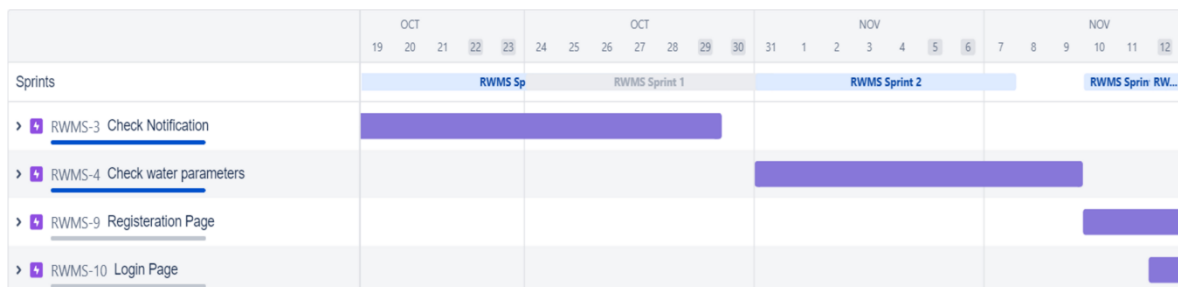 OCT OCT NOV NOV
19 20 21 22 23 24 25 26 27 28 29 30 31 1 2 3 4 5 6 7 8 9 10 11 12
Sprints RWMS Sp RWMS Sprint 1 RWMS Sprint 2 RWMS Sprin RW...
RWMS-3 Check Notification
RWMS-4 Check water parameters
RWMS-9 Registeration Page
RWMS-10 Login Page